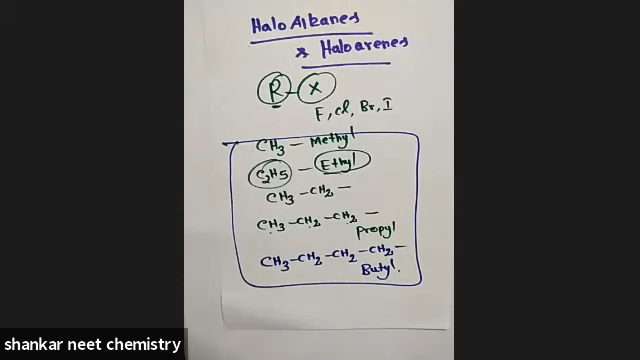 Halo Alkanes
& Haloarenes
R - X
F, Cl, Br, I
CH3 - Methyl
C2H5 - Ethyl
CH3 - CH2 -
CH3 - CH2 - CH2 -
Propyl
CH3 - CH2 - CH2 - CH2 -
Butyl.
shankar neet chemistry